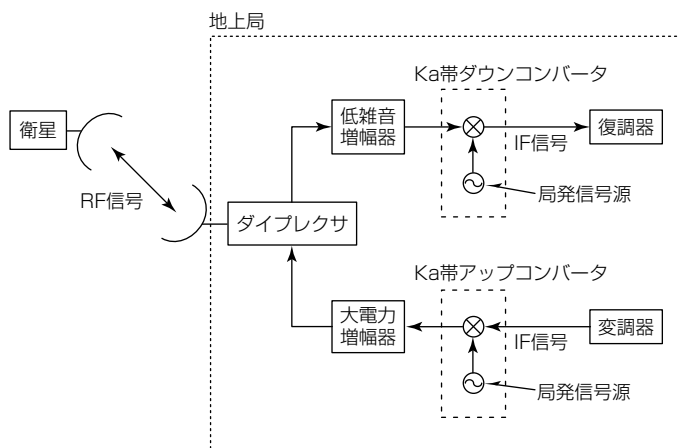 地上局
Ka帯ダウンコンバータ
衛星
低雑音
増幅器
復調器
IF信号
RF信号
局発信号源
ダイプレクサ
Ka帯アップコンバータ
大電力
増幅器
変調器
IF信号
局発信号源